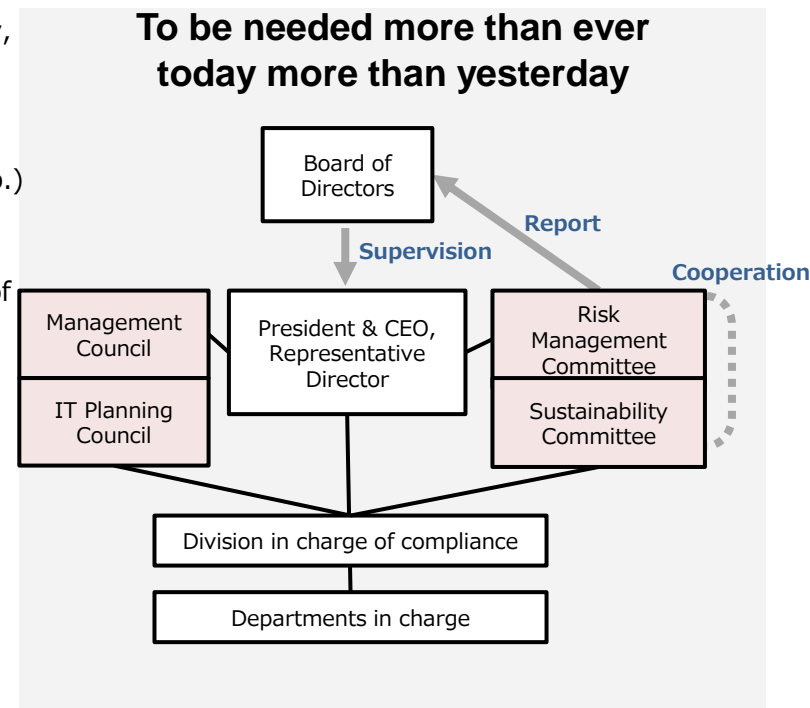 To be needed more than ever
today more than yesterday
,
o.)
of
Board of
Directors
Report
Supervision
Cooperation
Management
Council
President & CEO,
Representative
Director
Risk
Management
Committee
IT Planning
Council
Sustainability
Committee
Division in charge of compliance
Departments in charge